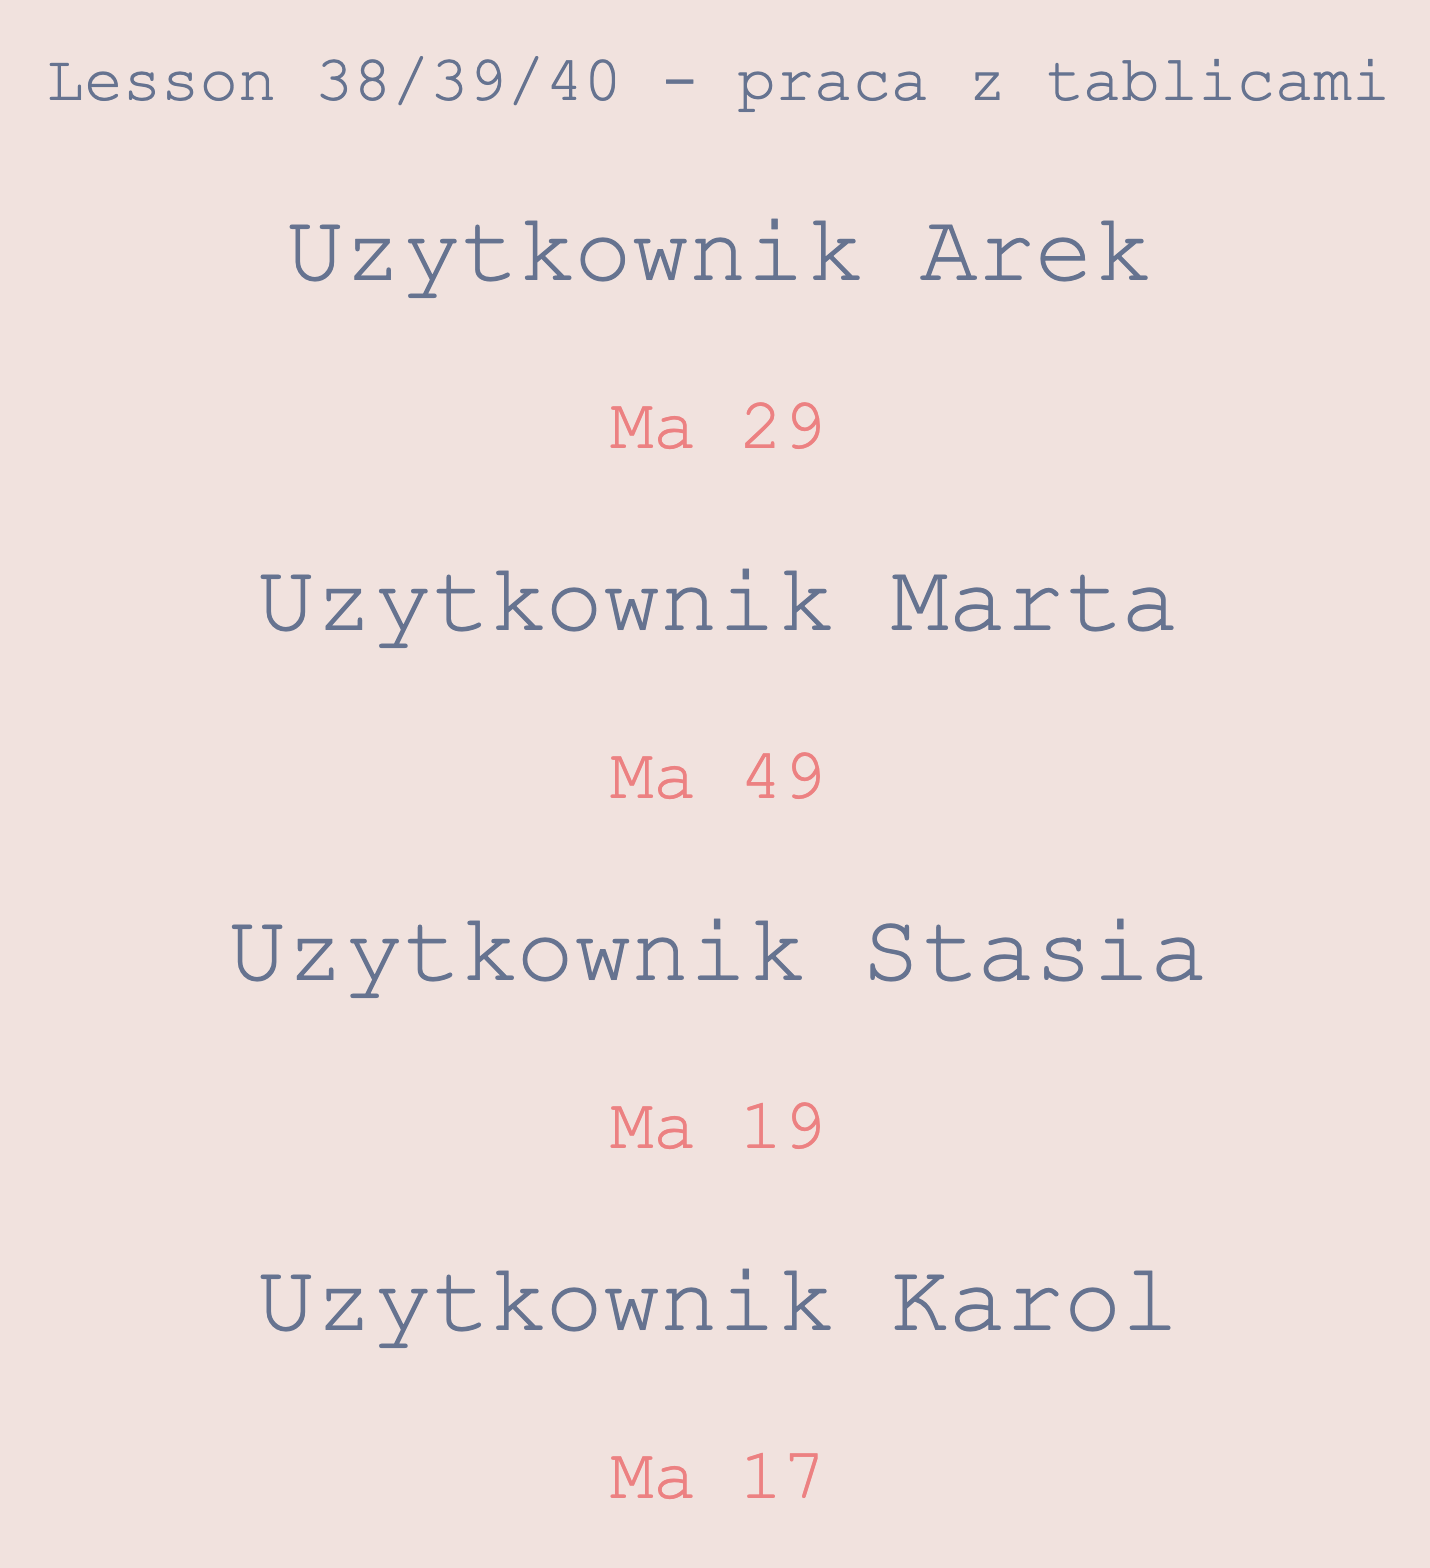 Lesson 38/39/40 - praca z tablicami
Uzytkownik Arek
Ma 29
Uzytkownik Marta
Ma 49
Uzytkownik Stasia
Ma 19
Uzytkownik Karol
Ma 17